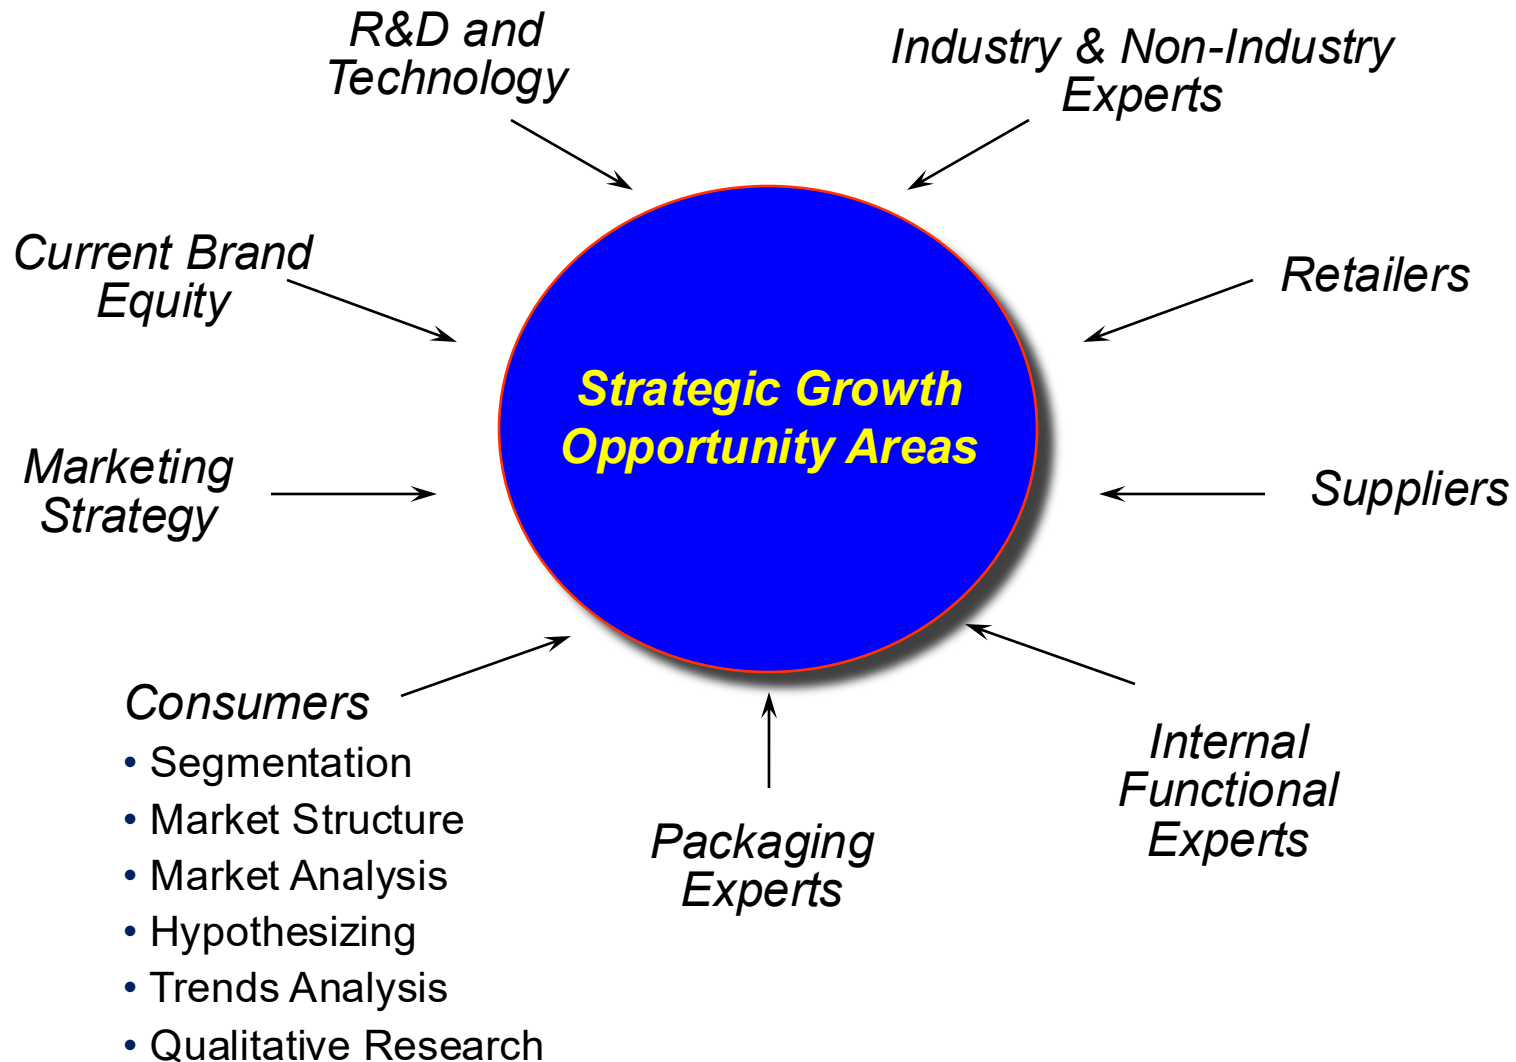 R&D and
Technology
Industry & Non-Industry
Experts
Current Brand
Equity
Retailers
Strategic Growth
Opportunity Areas
Marketing
Strategy
Suppliers
Consumers
• Segmentation
• Market Structure
• Market Analysis
• Hypothesizing
• Trends Analysis
• Qualitative Research
Packaging
Experts
Internal
Functional
Experts